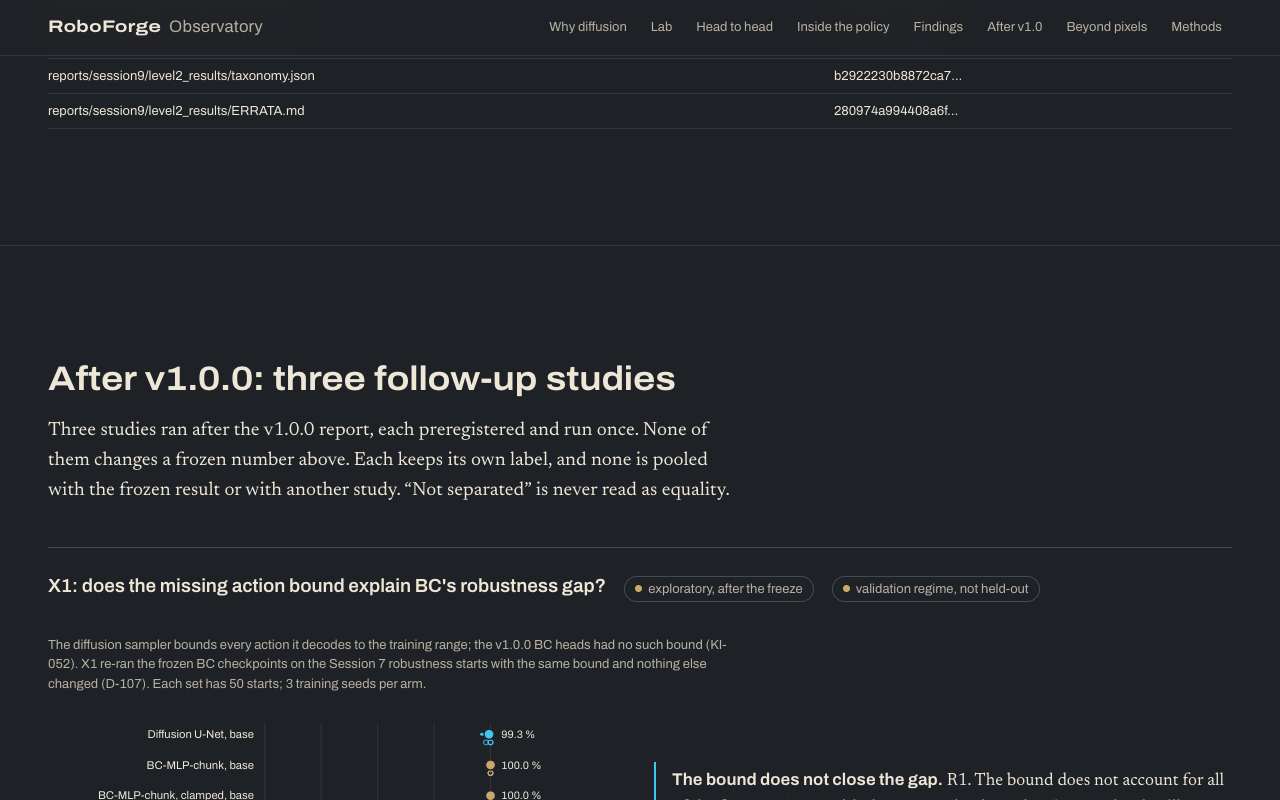 RoboForge Observatory
Why diffusion Lab Head to head Inside the policy Findings After v1.0 Beyond pixels Methods
reports/session9/level2_results/taxonomy.json b2922230b8872ca7...
reports/session9/level2_results/ERRATA.md 280974a994408a6f...
After v1.0.0: three follow-up studies
Three studies ran after the v1.0.0 report, each preregistered and run once. None of
them changes a frozen number above. Each keeps its own label, and none is pooled
with the frozen result or with another study. “Not separated” is never read as equality.
X1: does the missing action bound explain BC's robustness gap? exploratory, after the freeze validation regime, not held-out
The diffusion sampler bounds every action it decodes to the training range; the v1.0.0 BC heads had no such bound (KI-
052). X1 re-ran the frozen BC checkpoints on the Session 7 robustness starts with the same bound and nothing else
changed (D-107). Each set has 50 starts; 3 training seeds per arm.
Diffusion U-Net, base 99.3 %
BC-MLP-chunk, base 100.0 %
The bound does not close the gap. R1. The bound does not account for all
BC-MLP-chunk, clamped, base 100.0 %